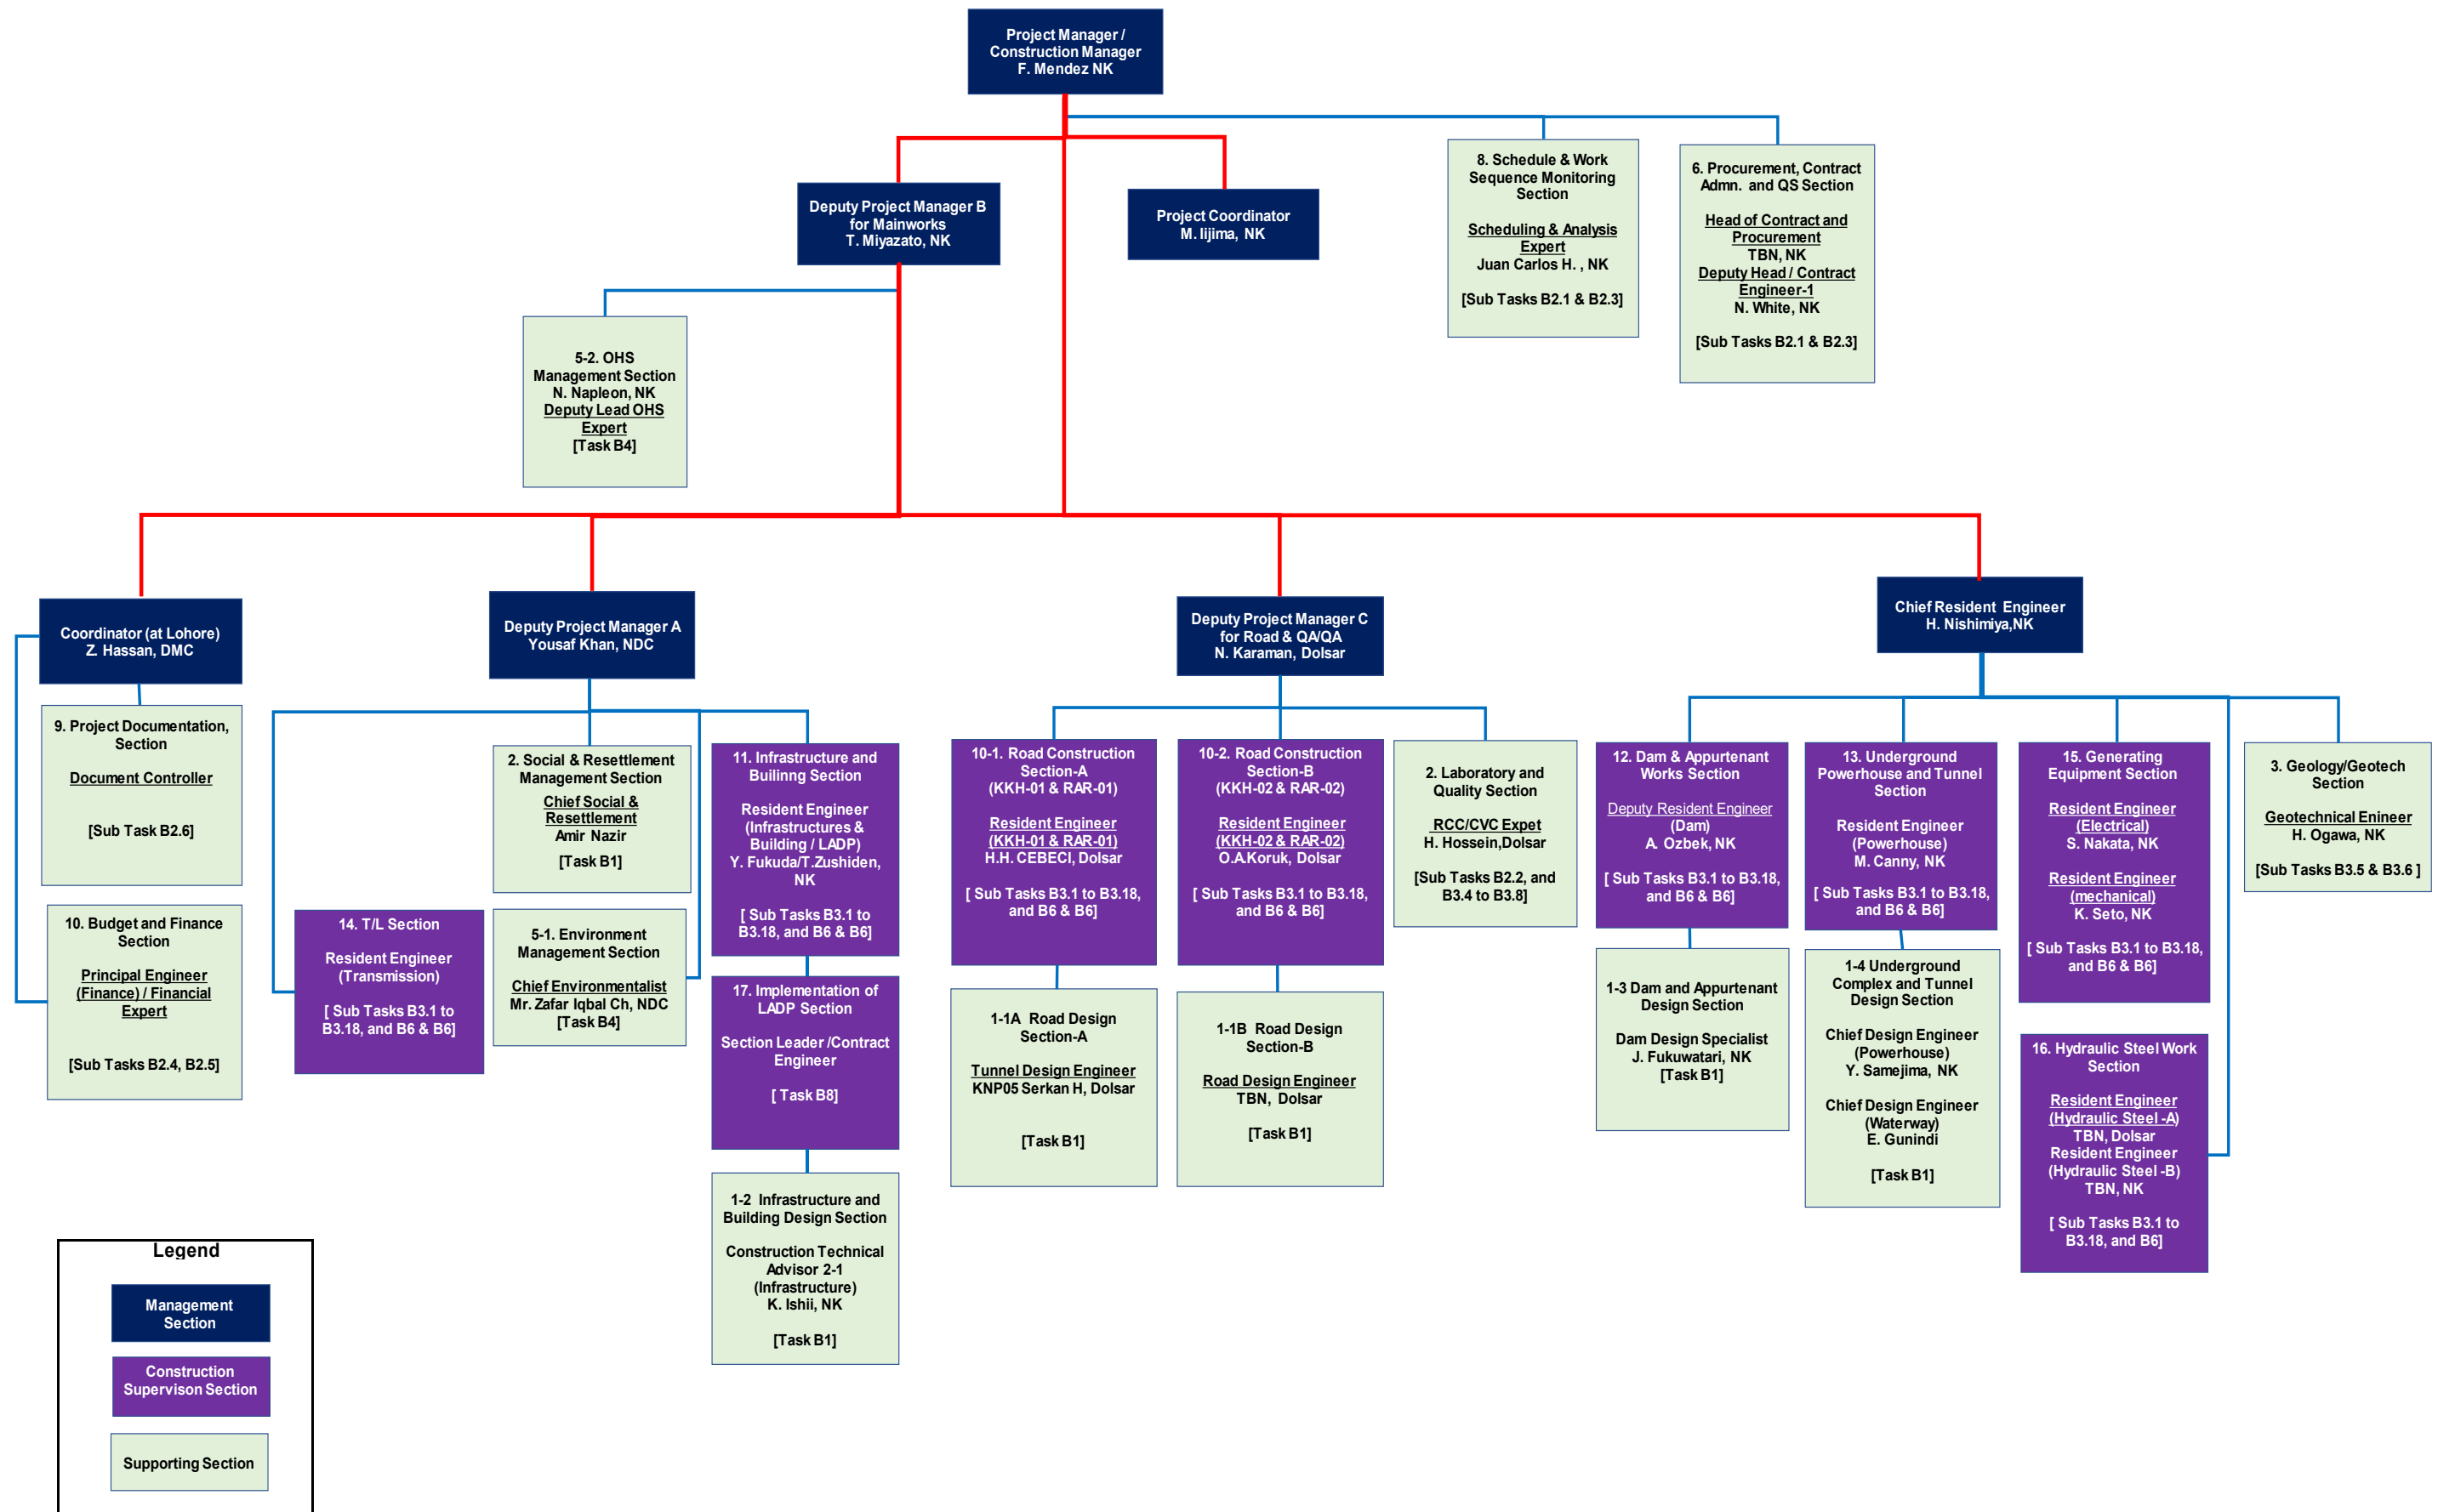 Project Manager /
Construction Manager
F. Mendez NK
Deputy Project Manager B
for Mainworks
T. Miyazato, NK
Project Coordinator
M. Iijima, NK
8. Schedule & Work
Sequence Monitoring
Section
Scheduling & Analysis
Expert
Juan Carlos H. , NK
[Sub Tasks B2.1 & B2.3]
6. Procurement, Contract
Admn. and QS Section
Head of Contract and
Procurement
TBN, NK
Deputy Head / Contract
Engineer-1
N. White, NK
[Sub Tasks B2.1 & B2.3]
5-2. OHS
Management Section
N. Napleon, NK
Deputy Lead OHS
Expert
[Task B4]
Coordinator (at Lohore)
Z. Hassan, DMC
Deputy Project Manager A
Yousaf Khan, NDC
Deputy Project Manager C
for Road & QA/QA
N. Karaman, Dolsar
Chief Resident Engineer
H. Nishimiya,NK
9. Project Documentation,
Section
Document Controller
[Sub Task B2.6]
10. Budget and Finance
Section
Principal Engineer
(Finance) / Financial
Expert
[Sub Tasks B2.4, B2.5]
14. T/L Section
Resident Engineer
(Transmission)
[ Sub Tasks B3.1 to
B3.18, and B6 & B6]
2. Social & Resettlement
Management Section
Chief Social &
Resettlement
Amir Nazir
[Task B1]
5-1. Environment
Management Section
Chief Environmentalist
Mr. Zafar Iqbal Ch, NDC
[Task B4]
11. Infrastructure and
Builinng Section
Resident Engineer
(Infrastructures &
Building / LADP)
Y. Fukuda/T.Zushiden,
NK
[ Sub Tasks B3.1 to
B3.18, and B6 & B6]
17. Implementation of
LADP Section
Section Leader /Contract
Engineer
[ Task B8]
1-2 Infrastructure and
Building Design Section
Construction Technical
Advisor 2-1
(Infrastructure)
K. Ishii, NK
[Task B1]
10-1. Road Construction
Section-A
(KKH-01 & RAR-01)
Resident Engineer
(KKH-01 & RAR-01)
H.H. CEBECI, Dolsar
[ Sub Tasks B3.1 to B3.18,
and B6 & B6]
1-1A Road Design
Section-A
Tunnel Design Engineer
KNP05 Serkan H, Dolsar
[Task B1]
10-2. Road Construction
Section-B
(KKH-02 & RAR-02)
Resident Engineer
(KKH-02 & RAR-02)
O.A.Koruk, Dolsar
[ Sub Tasks B3.1 to B3.18,
and B6 & B6]
1-1B Road Design
Section-B
Road Design Engineer
TBN, Dolsar
[Task B1]
2. Laboratory and
Quality Section
RCC/CVC Expet
H. Hossein,Dolsar
[Sub Tasks B2.2, and
B3.4 to B3.8]
12. Dam & Appurtenant
Works Section
Deputy Resident Engineer
(Dam)
A. Ozbek, NK
[ Sub Tasks B3.1 to B3.18,
and B6 & B6]
1-3 Dam and Appurtenant
Design Section
Dam Design Specialist
J. Fukuwatari, NK
[Task B1]
13. Underground
Powerhouse and Tunnel
Section
Resident Engineer
(Powerhouse)
M. Canny, NK
[ Sub Tasks B3.1 to B3.18,
and B6 & B6]
1-4 Underground
Complex and Tunnel
Design Section
Chief Design Engineer
(Powerhouse)
Y. Samejima, NK
Chief Design Engineer
(Waterway)
E. Gunindi
[Task B1]
15. Generating
Equipment Section
Resident Engineer
(Electrical)
S. Nakata, NK
Resident Engineer
(mechanical)
K. Seto, NK
[ Sub Tasks B3.1 to B3.18,
and B6 & B6]
16. Hydraulic Steel Work
Section
Resident Engineer
(Hydraulic Steel -A)
TBN, Dolsar
Resident Engineer
(Hydraulic Steel -B)
TBN, NK
[ Sub Tasks B3.1 to
B3.18, and B6]
3. Geology/Geotech
Section
Geotechnical Enineer
H. Ogawa, NK
[Sub Tasks B3.5 & B3.6 ]
Legend
Management
Section
Construction
Supervison Section
Supporting Section